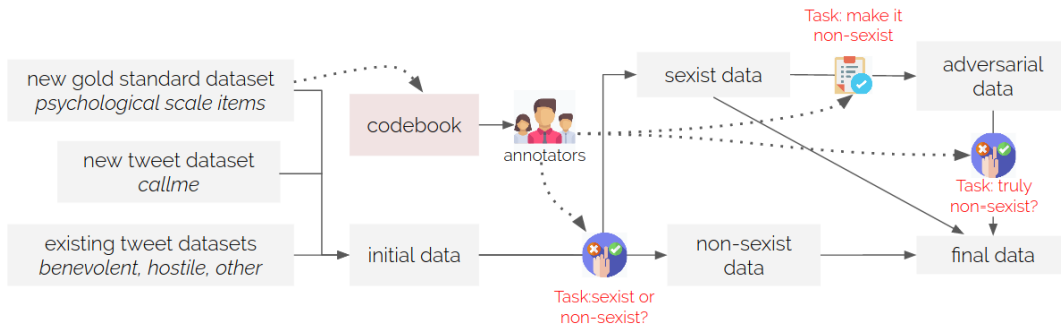 Task: make it
non-sexist
new gold standard dataset
psychological scale items
sexist data
adversarial
data
codebook
annotators
new tweet dataset
callme
Task: truly
non=sexist?
existing tweet datasets
benevolent, hostile, other
initial data
non-sexist
data
final data
Task:sexist or
non-sexist?